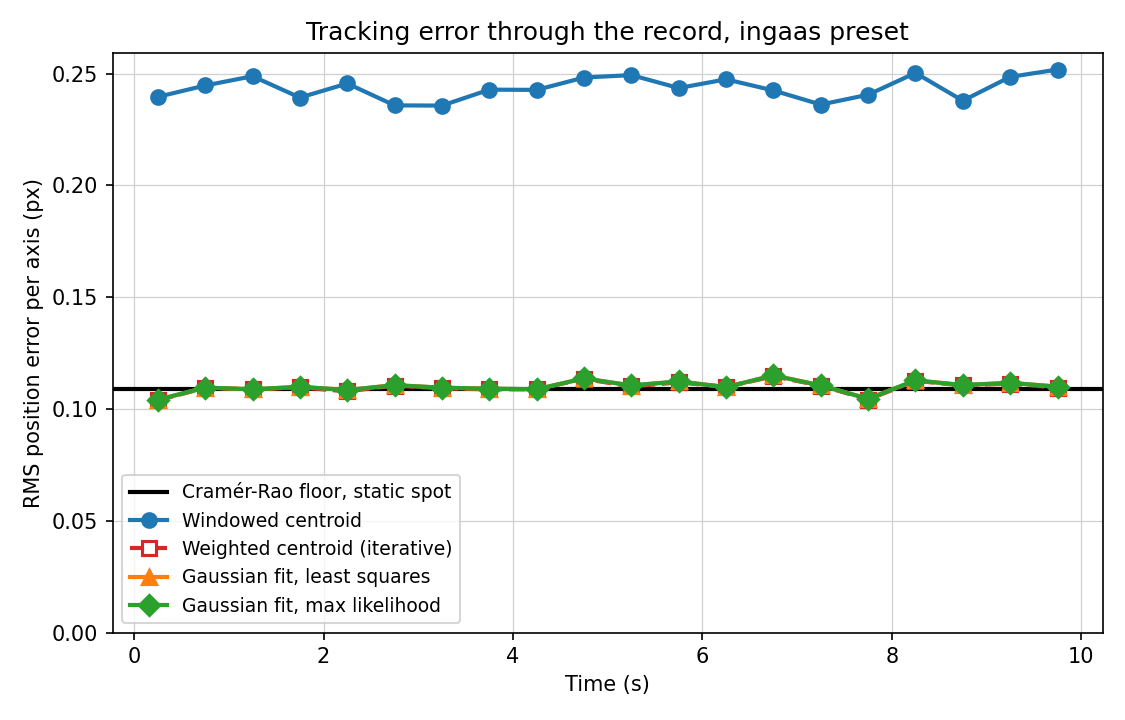 Tracking error through the record, ingaas preset
RMS position error per axis (px)
0.25
0.20
0.15
0.10
0.05
0.00
Cramér-Rao floor, static spot
Windowed centroid
Weighted centroid (iterative)
Gaussian fit, least squares
Gaussian fit, max likelihood
0 2 4 6 8 10
Time (s)